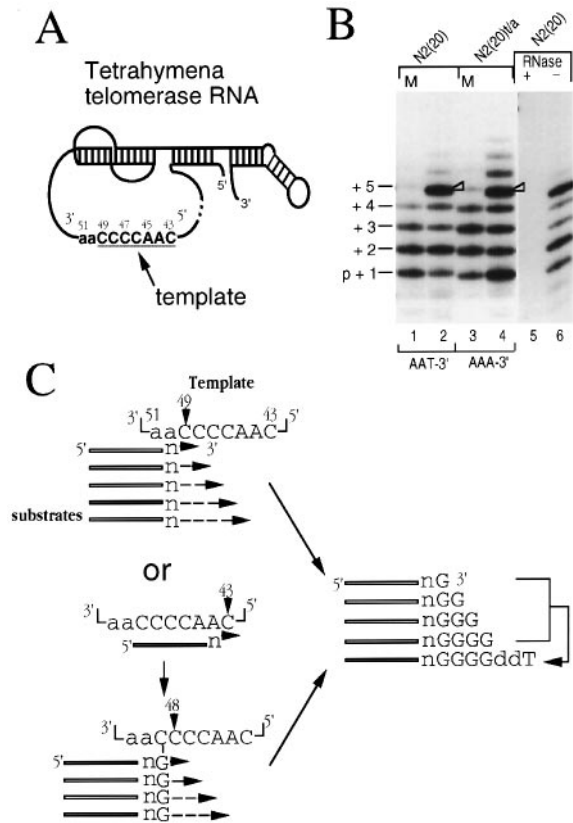 A
Tetrahymena
telomerase RNA
5'
3'
3' 51 49 47 45 43 5'
aaCCCCAAC
template
B
N2(20) N2(20)t/a N2(20)
RNase
M M + −
+ 5
+ 4
+ 3
+ 2
p + 1
1 2 3 4 5 6
AAT-3' AAA-3'
C
Template
49
3' 51 43 5'
aaCCCCAAC
5' n 3'
n
n
n
substrates n
or
43
3' 5'
aaCCCCAAC
5' n
48
3' 5'
aaCCCCAAC
5' nG
nG
nG
nG
5' nG 3'
nGG
nGGG
nGGGG
nGGGGddT